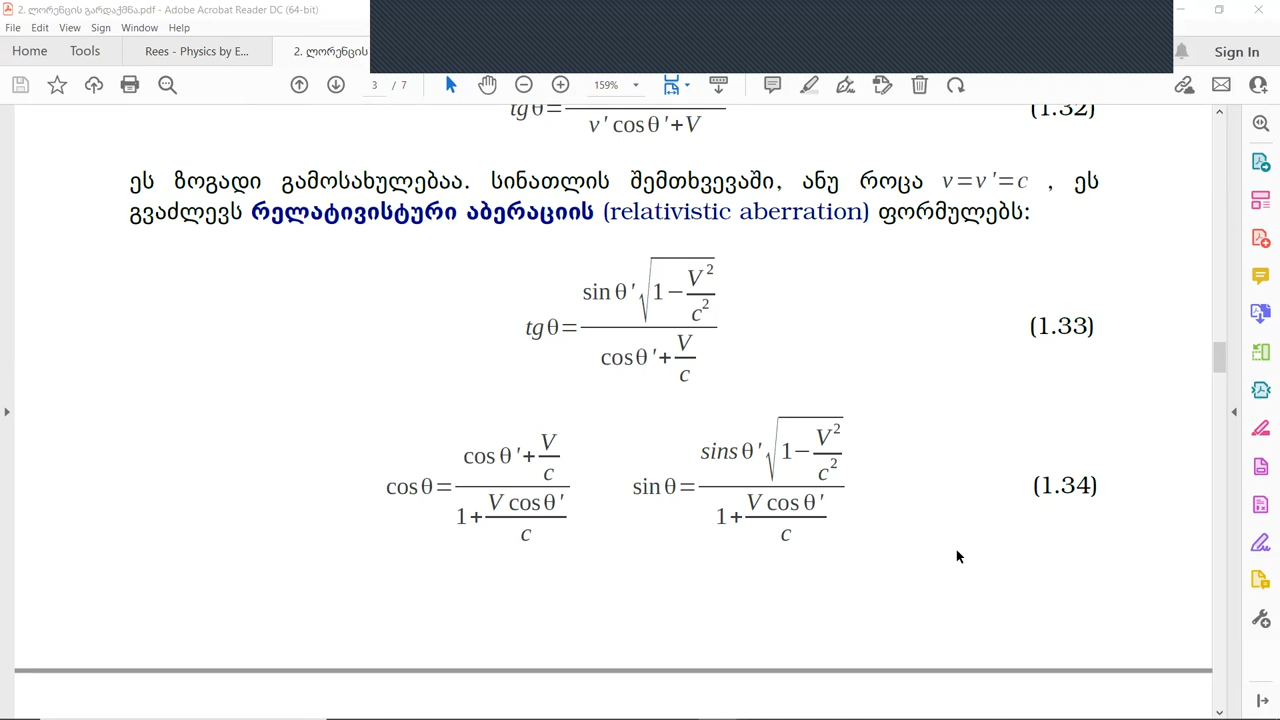 2. ლორენცის გარდაქმნა.pdf - Adobe Acrobat Reader DC (64-bit)
File Edit View Sign Window Help
Home Tools Rees - Physics by E... 2. ლორენცის Sign In
3 / 7 159%
tgθ= v'cosθ'+V (1.32)
ეს ზოგადი გამოსახულებაა. სინათლის შემთხვევაში, ანუ როცა v=v'=c , ეს
გვაძლევს რელატივისტური აბერაციის (relativistic aberration) ფორმულებს:
tgθ= sinθ'√(1−V²/c²) / (cosθ'+V/c) (1.33)
cosθ= (cosθ'+V/c) / (1+V cosθ'/c) sinθ= sinsθ'√(1−V²/c²) / (1+V cosθ'/c) (1.34)